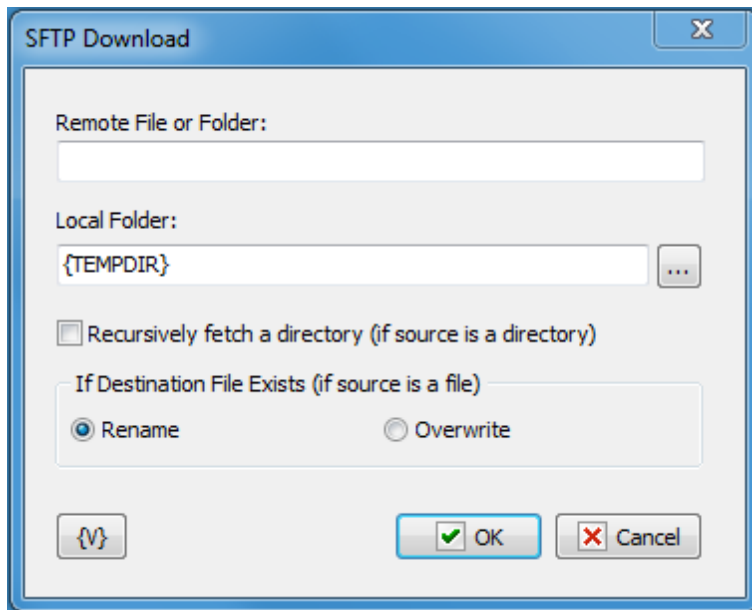 SFTP Download
Remote File or Folder:
Local Folder:
{TEMPDIR}
...
Recursively fetch a directory (if source is a directory)
If Destination File Exists (if source is a file)
Rename Overwrite
{V} OK Cancel